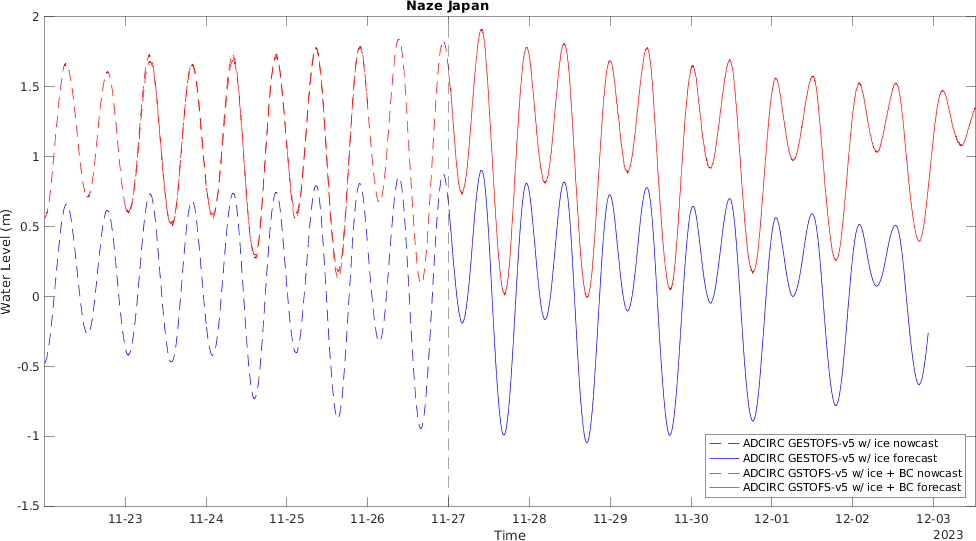 Naze Japan
2
1.5
1
0.5
0
-0.5
-1
-1.5
Water Level (m)
11-23 11-24 11-25 11-26 11-27 11-28 11-29 11-30 12-01 12-02 12-03
Time
2023
ADCIRC GESTOFS-v5 w/ ice nowcast
ADCIRC GESTOFS-v5 w/ ice forecast
ADCIRC GSTOFS-v5 w/ ice + BC nowcast
ADCIRC GSTOFS-v5 w/ ice + BC forecast